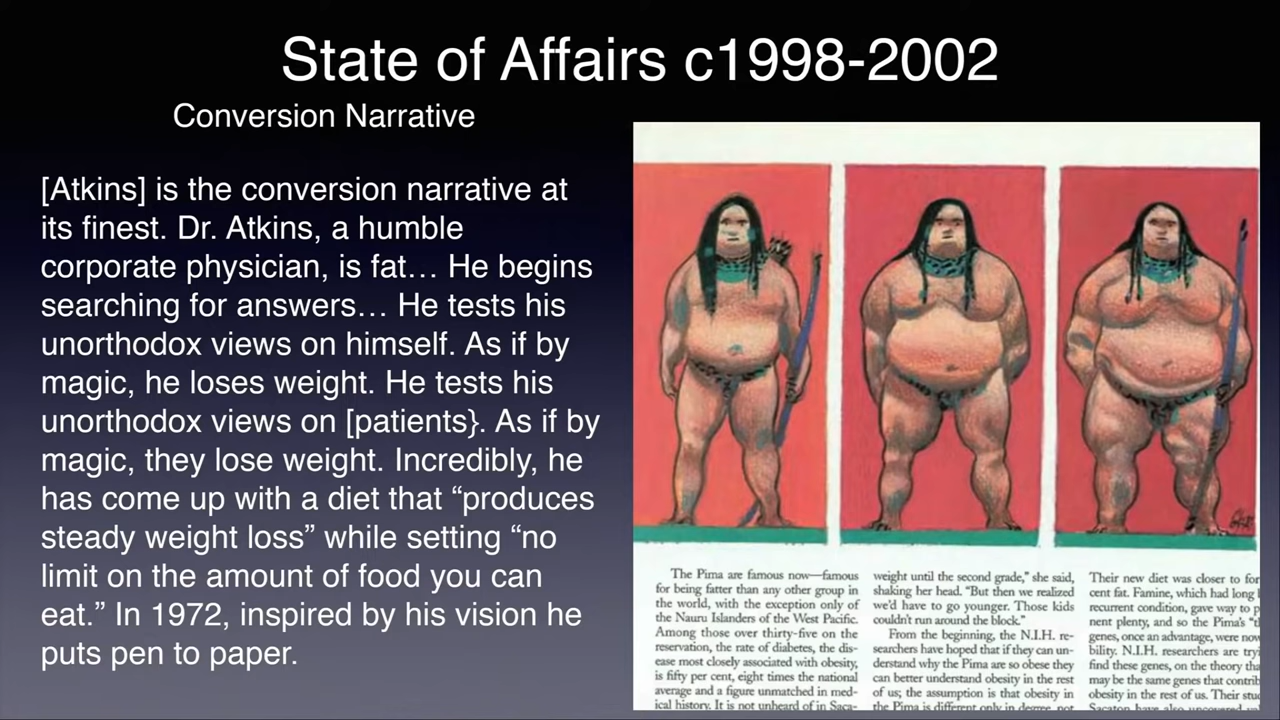 State of Affairs c1998-2002
Conversion Narrative
[Atkins] is the conversion narrative at
its finest. Dr. Atkins, a humble
corporate physician, is fat… He begins
searching for answers… He tests his
unorthodox views on himself. As if by
magic, he loses weight. He tests his
unorthodox views on [patients}. As if by
magic, they lose weight. Incredibly, he
has come up with a diet that “produces
steady weight loss” while setting “no
limit on the amount of food you can
eat.” In 1972, inspired by his vision he
puts pen to paper.
The Pima are famous now—famous
for being fatter than any other group in
the world, with the exception only of
the Nauru Islanders of the West Pacific.
Among those over thirty-five on the
reservation, the rate of diabetes, the dis-
ease most closely associated with obesity,
is fifty per cent, eight times the national
average and a figure unmatched in med-
ical history. It is not unheard of in Saca-
weight until the second grade,” she said,
shaking her head. “But then we realized
we’d have to go younger. Those kids
couldn’t run around the block.”
From the beginning, the N.I.H. re-
searchers have hoped that if they can un-
derstand why the Pima are so obese they
can better understand obesity in the rest
of us; the assumption is that obesity in
the Pima is different only in degree, not
Their new diet was closer to for
cent fat. Famine, which had long
recurrent condition, gave way to p
nent plenty, and so the Pima’s “t
genes, once an advantage, were now
bility. N.I.H. researchers are tryi
find these genes, on the theory tha
may be the same genes that contrib
obesity in the rest of us. Their stud
Sacaton have also uncovered